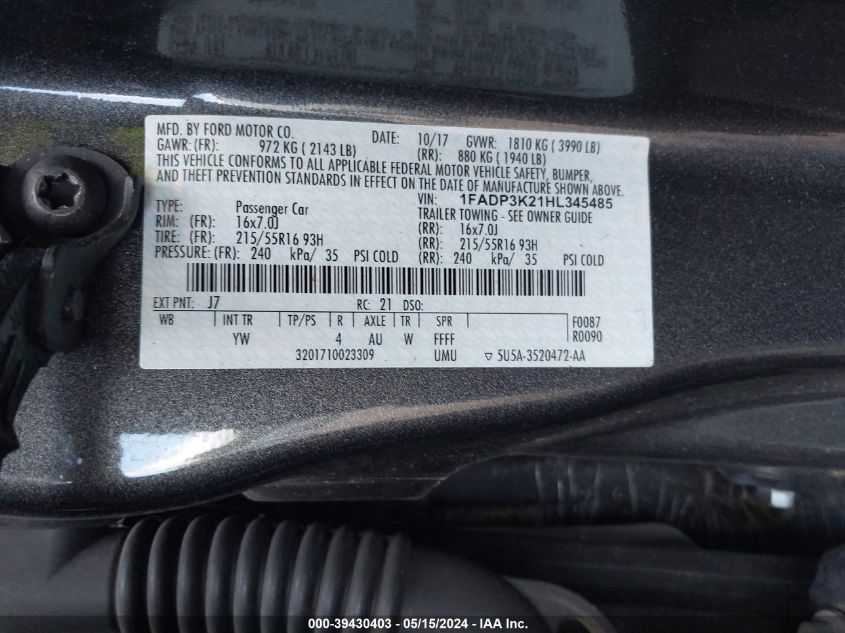 MFD. BY FORD MOTOR CO. DATE: 10/17 GVWR: 1810 KG ( 3990 LB)
GAWR: (FR): 972 KG ( 2143 LB) (RR): 880 KG ( 1940 LB)
THIS VEHICLE CONFORMS TO ALL APPLICABLE FEDERAL MOTOR VEHICLE SAFETY, BUMPER,
AND THEFT PREVENTION STANDARDS IN EFFECT ON THE DATE OF MANUFACTURE SHOWN ABOVE.
VIN: 1FADP3K21HL345485
TYPE: Passenger Car TRAILER TOWING - SEE OWNER GUIDE
RIM: (FR): 16x7.0J (RR): 16x7.0J
TIRE: (FR): 215/55R16 93H (RR): 215/55R16 93H
PRESSURE: (FR): 240 kPa/ 35 PSI COLD (RR): 240 kPa/ 35 PSI COLD
EXT PNT: J7 RC: 21 DSO:
WB INT TR TP/PS R AXLE TR SPR F0087
YW 4 AU W FFFF R0090
3201710023309 UMU ▽ 5U5A-3520472-AA
000-39430403 / 05/15/2024 - IAA Inc.